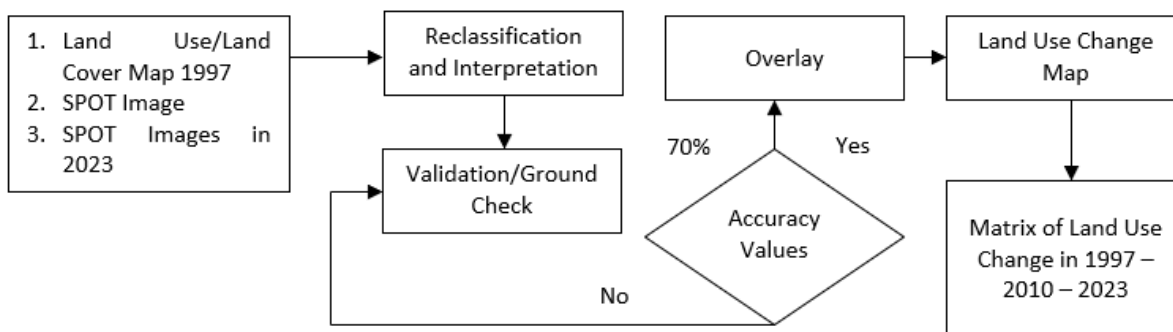 1. Land Use/Land
Cover Map 1997
2. SPOT Image
3. SPOT Images in
2023
Reclassification
and Interpretation
Validation/Ground
Check
Overlay
Land Use Change
Map
70%
Yes
Accuracy
Values
No
Matrix of Land Use
Change in 1997 –
2010 – 2023